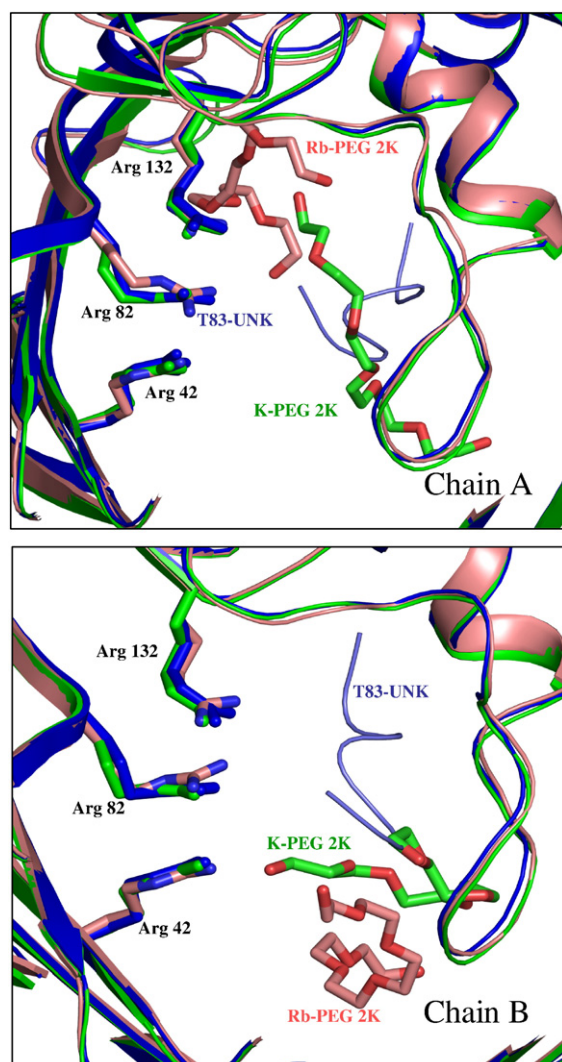 Rb-PEG 2K
Arg 132
Arg 82
T83-UNK
Arg 42
K-PEG 2K
Chain A
Arg 132
T83-UNK
Arg 82
K-PEG 2K
Arg 42
Rb-PEG 2K
Chain B